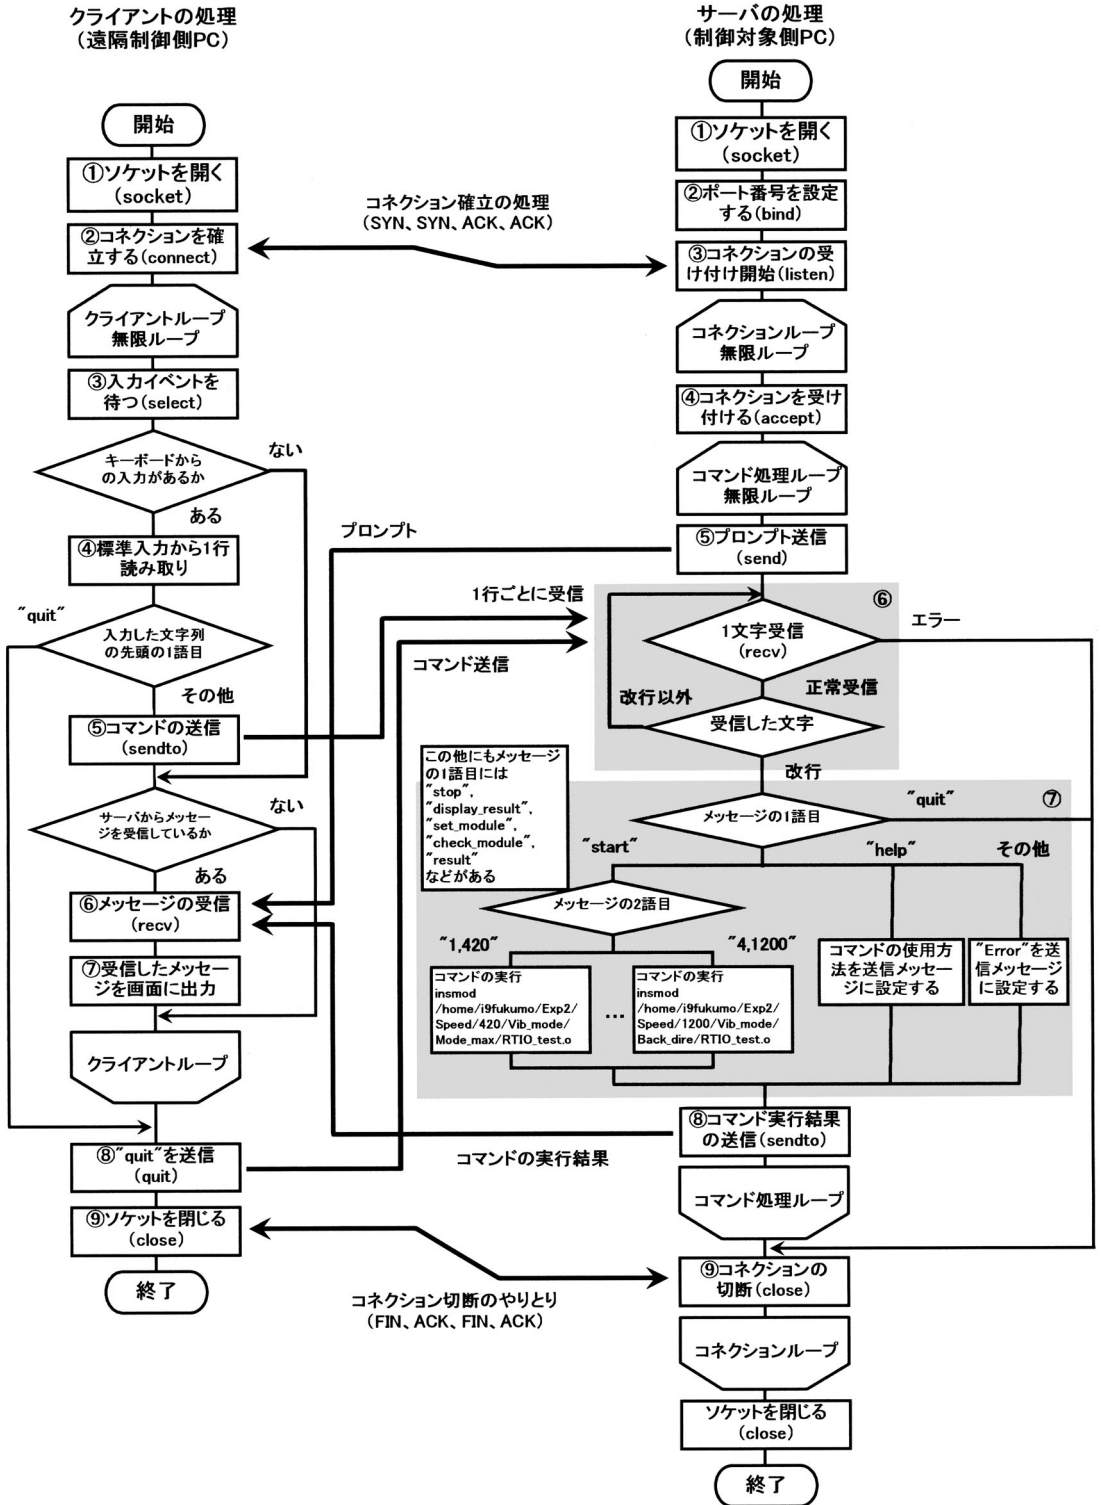 クライアントの処理
(遠隔制御側PC)
開始
①ソケットを開く
(socket)
②コネクションを確
立する(connect)
クライアントループ
無限ループ
③入力イベントを
待つ(select)
キーボードから
の入力があるか
ない
ある
④標準入力から1行
読み取り
"quit"
入力した文字列
の先頭の1語目
その他
⑤コマンドの送信
(sendto)
サーバからメッセー
ジを受信しているか
ない
ある
⑥メッセージの受信
(recv)
⑦受信したメッセー
ジを画面に出力
クライアントループ
⑧"quit"を送信
(quit)
⑨ソケットを閉じる
(close)
終了
コネクション確立の処理
(SYN、SYN、ACK、ACK)
プロンプト
1行ごとに受信
コマンド送信
コマンドの実行結果
コネクション切断のやりとり
(FIN、ACK、FIN、ACK)
サーバの処理
(制御対象側PC)
開始
①ソケットを開く
(socket)
②ポート番号を設定
する(bind)
③コネクションの受
け付け開始(listen)
コネクションループ
無限ループ
④コネクションを受け
付ける(accept)
コマンド処理ループ
無限ループ
⑤プロンプト送信
(send)
⑥
1文字受信
(recv)
エラー
正常受信
改行以外
受信した文字
改行
この他にもメッセージ
の1語目には
"stop",
"display_result",
"set_module",
"check_module",
"result"
などがある
⑦
メッセージの1語目
"quit"
"start"
"help"
その他
メッセージの2語目
"1,420"
"4,1200"
コマンドの実行
insmod
/home/i9fukumo/Exp2/
Speed/420/Vib_mode/
Mode_max/RTIO_test.o
…
コマンドの実行
insmod
/home/i9fukumo/Exp2/
Speed/1200/Vib_mode/
Back_dire/RTIO_test.o
コマンドの使用方
法を送信メッセー
ジに設定する
"Error"を送
信メッセージ
に設定する
⑧コマンド実行結果
の送信(sendto)
コマンド処理ループ
⑨コネクションの
切断(close)
コネクションループ
ソケットを閉じる
(close)
終了